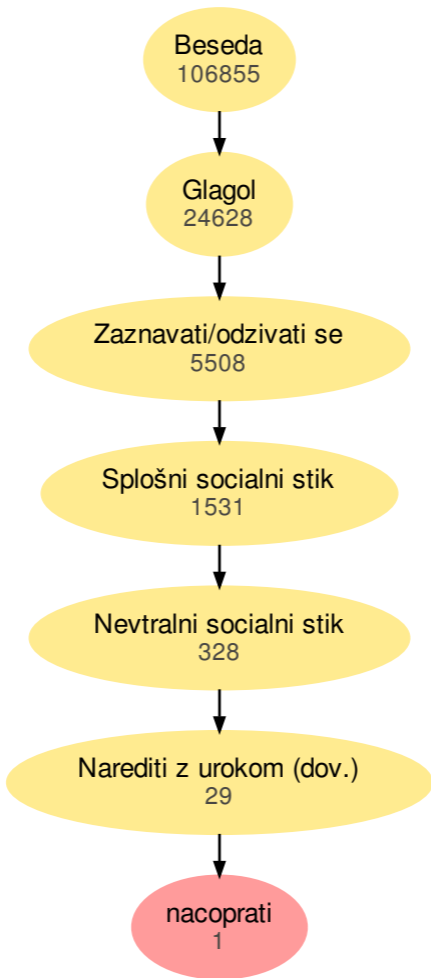 Beseda
106855
Glagol
24628
Zaznavati/odzivati se
5508
Splošni socialni stik
1531
Nevtralni socialni stik
328
Narediti z urokom (dov.)
29
nacoprati
1